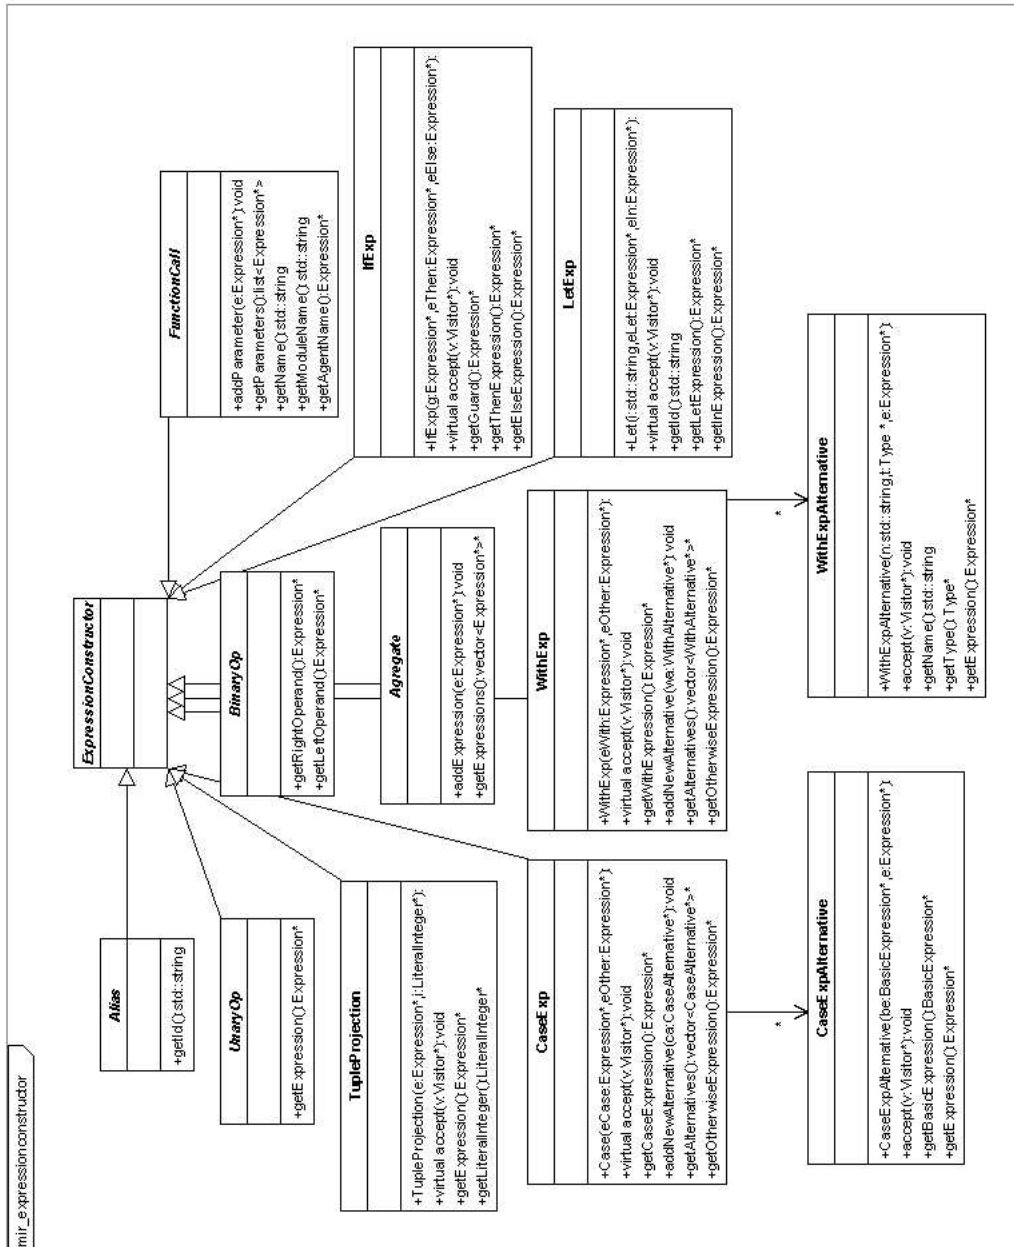 mir_expressionconstructor
ExpressionConstructor
Alias
+getId():std::string
UnaryOp
+getExpression():Expression*
TupleProjection
+TupleProjection(e:Expression*,i:LiteralInteger*):
+virtual accept(v:Visitor*):void
+getExpression():Expression*
+getLiteralInteger():LiteralInteger*
CaseExp
+Case(eCase:Expression*,eOther:Expression*):
+virtual accept(v:Visitor*):void
+getCaseExpression():Expression*
+addNewAlternative(ca:CaseAlternative*):void
+getAlternatives():vector<CaseAlternative*>*
+getOtherwiseExpression():Expression*
CaseExpAlternative
+CaseExpAlternative(be:BasicExpression*,e:Expression*):
+accept(v:Visitor*):void
+getBasicExpression():BasicExpression*
+getExpression():Expression*
*
BinaryOp
+getRightOperand():Expression*
+getLeftOperand():Expression*
Agregate
+addExpression(e:Expression*):void
+getExpressions():vector<Expression*>*
WithExp
+WithExp(eWith:Expression*,eOther:Expression*):
+virtual accept(v:Visitor*):void
+getWithExpression():Expression*
+addNewAlternative(wa:WithAlternative*):void
+getAlternatives():vector<WithAlternative*>*
+getOtherwiseExpression():Expression*
*
WithExpAlternative
+WithExpAlternative(n:std::string,t:Type *,e:Expression*):
+accept(v:Visitor*):void
+getName():std::string
+getType():Type*
+getExpression():Expression*
FunctionCall
+addParameter(e:Expression*):void
+getParameters():list<Expression*>
+getName():std::string
+getModuleName():std::string
+getAgentName():Expression*
IfExp
+IfExp(g:Expression*,eThen:Expression*,eElse:Expression*):
+virtual accept(v:Visitor*):void
+getGuard():Expression*
+getThenExpression():Expression*
+getElseExpression():Expression*
LetExp
+Let(i:std::string,eLet:Expression*,eIn:Expression*):
+virtual accept(v:Visitor*):void
+getId():std::string
+getLetExpression():Expression*
+getInExpression():Expression*